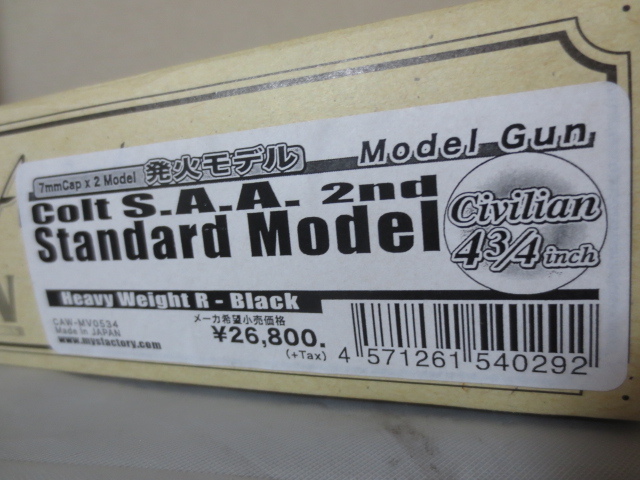 7mmCap x 2 Model 発火モデル Model Gun
Colt S.A.A. 2nd
Standard Model
Civilian
4 3/4 inch
Heavy Weight R - Black
CAW-MV0534
Made in JAPAN
www.mysfactory.com
メーカ希望小売価格
¥26,800.
(+Tax)
4 571261 540292
N